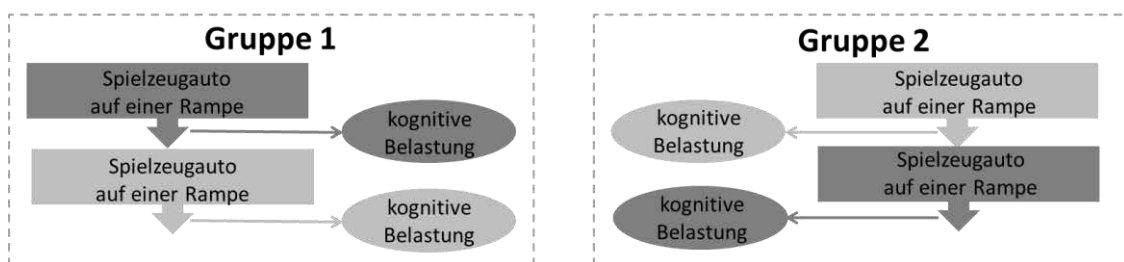 Gruppe 1
Spielzeugauto
auf einer Rampe
kognitive
Belastung
Spielzeugauto
auf einer Rampe
kognitive
Belastung
Gruppe 2
Spielzeugauto
auf einer Rampe
kognitive
Belastung
Spielzeugauto
auf einer Rampe
kognitive
Belastung